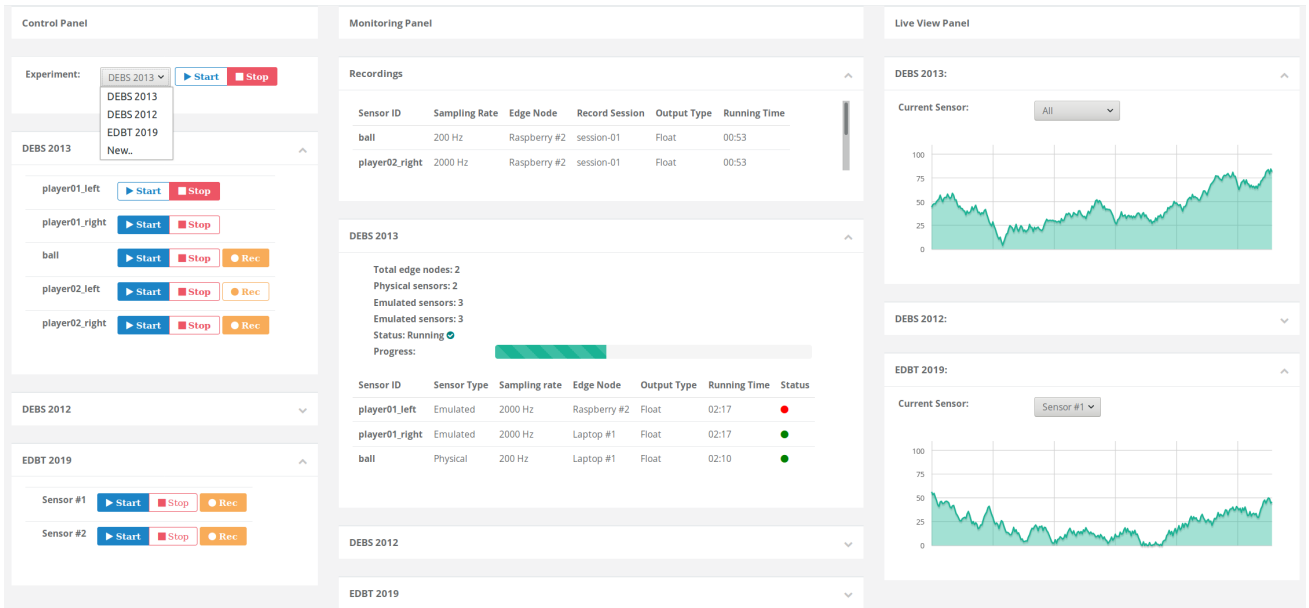 Control Panel
Experiment: DEBS 2013 Start Stop
DEBS 2013
DEBS 2012
EDBT 2019
New..
DEBS 2013
player01_left Start Stop
player01_right Start Stop
ball Start Stop Rec
player02_left Start Stop Rec
player02_right Start Stop Rec
DEBS 2012
EDBT 2019
Sensor #1 Start Stop Rec
Sensor #2 Start Stop Rec
Monitoring Panel
Recordings
Sensor ID Sampling Rate Edge Node Record Session Output Type Running Time
ball 200 Hz Raspberry #2 session-01 Float 00:53
player02_right 2000 Hz Raspberry #2 session-01 Float 00:53
DEBS 2013
Total edge nodes: 2
Physical sensors: 2
Emulated sensors: 3
Emulated sensors: 3
Status: Running
Progress:
Sensor ID Sensor Type Sampling rate Edge Node Output Type Running Time Status
player01_left Emulated 2000 Hz Raspberry #2 Float 02:17
player01_right Emulated 2000 Hz Laptop #1 Float 02:17
ball Physical 200 Hz Laptop #1 Float 02:10
DEBS 2012
EDBT 2019
Live View Panel
DEBS 2013:
Current Sensor: All
100
75
50
25
0
DEBS 2012:
EDBT 2019:
Current Sensor: Sensor #1
100
75
50
25
0